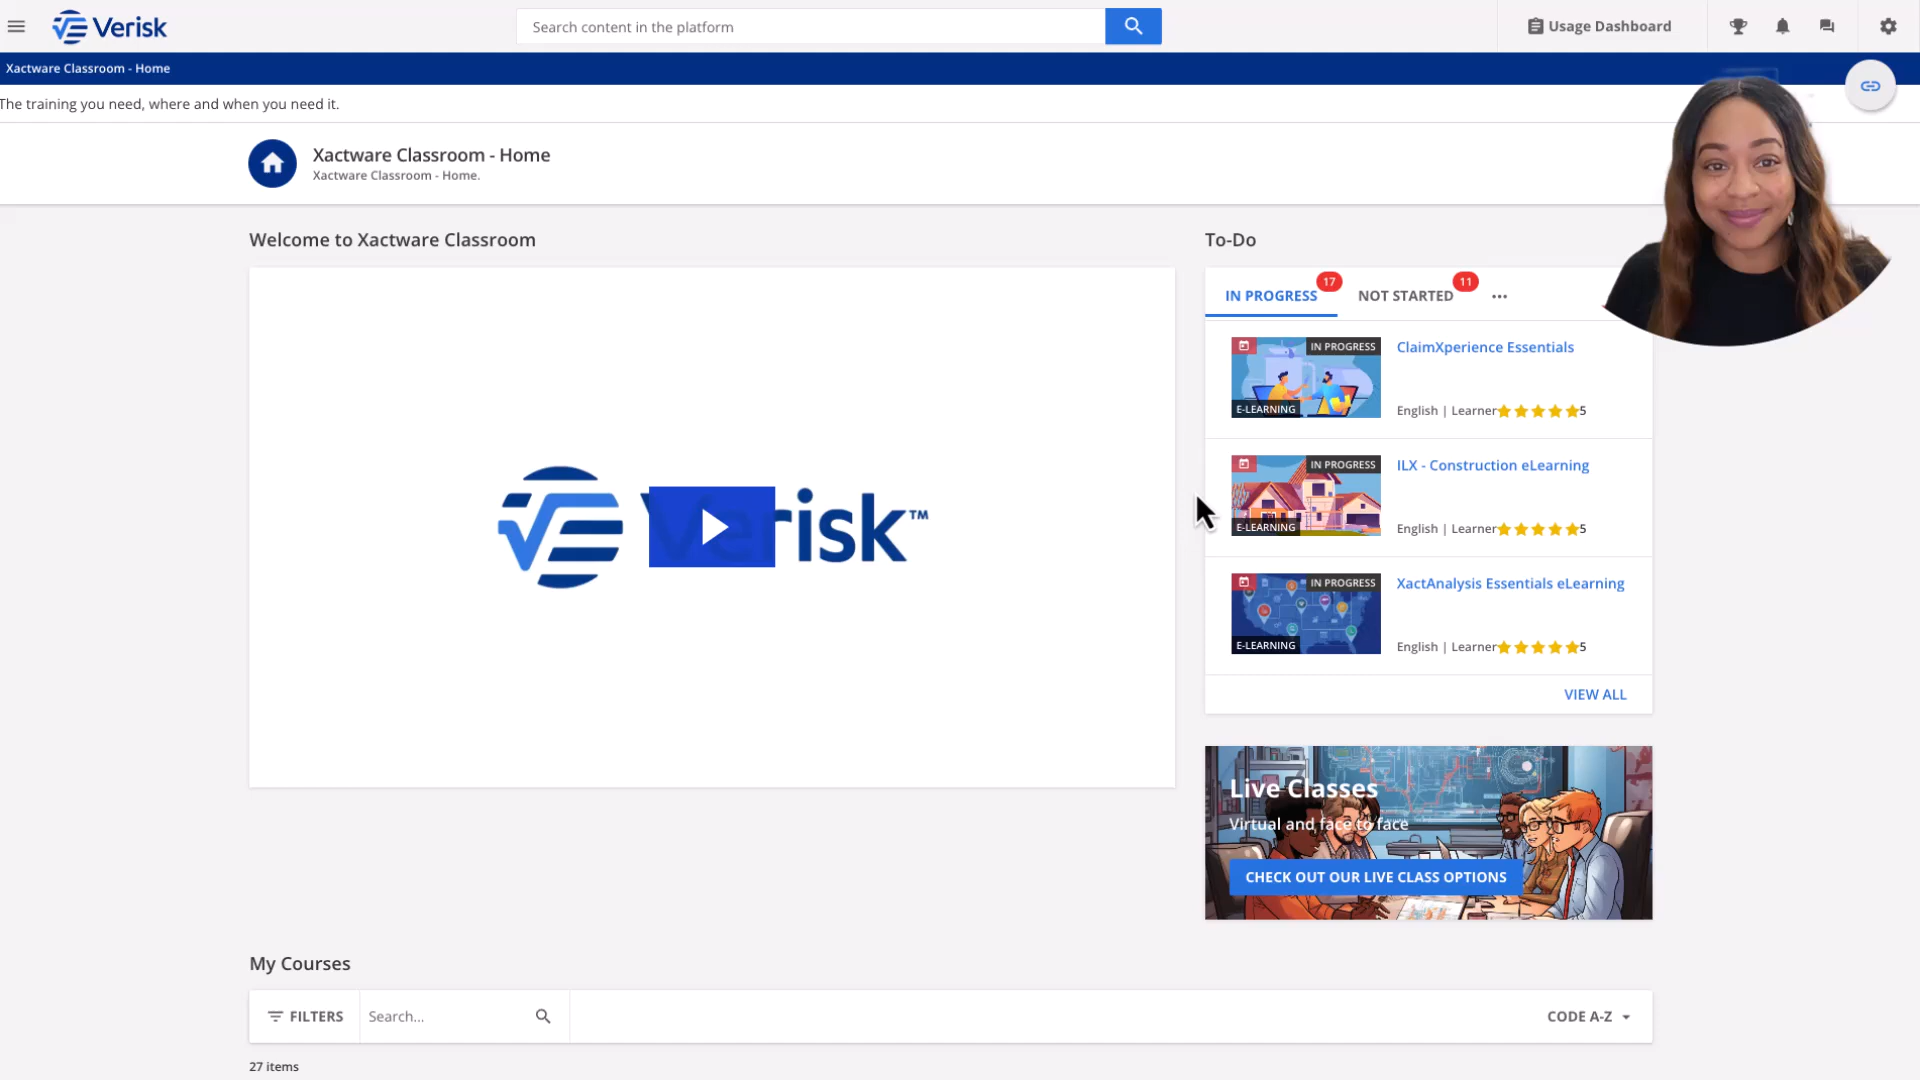 Verisk
Search content in the platform
Usage Dashboard
Xactware Classroom - Home
The training you need, where and when you need it.
Xactware Classroom - Home
Xactware Classroom - Home.
Welcome to Xactware Classroom
To-Do
IN PROGRESS 17
NOT STARTED 11
IN PROGRESS
E-LEARNING
ClaimXperience Essentials
English | Learner 5
IN PROGRESS
E-LEARNING
ILX - Construction eLearning
English | Learner 5
IN PROGRESS
E-LEARNING
XactAnalysis Essentials eLearning
English | Learner 5
VIEW ALL
Verisk™
Live Classes
Virtual and face to face
CHECK OUT OUR LIVE CLASS OPTIONS
My Courses
FILTERS
Search...
CODE A-Z
27 items